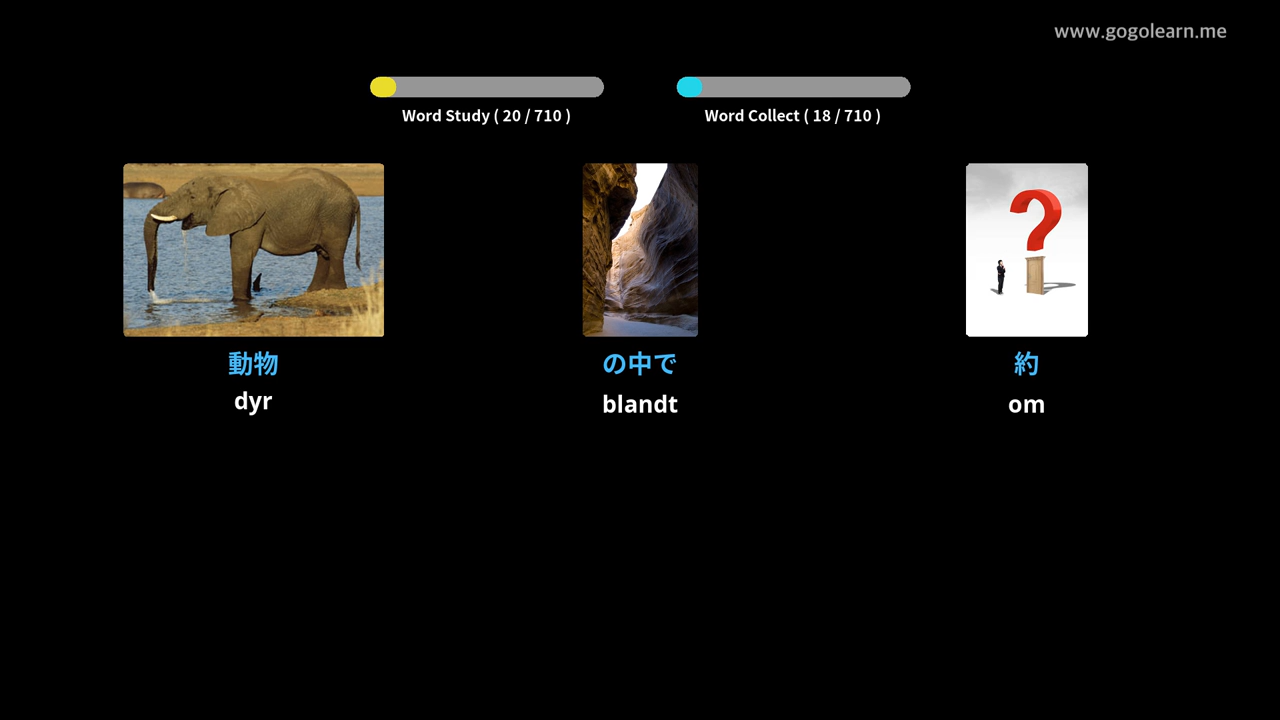 www.gogolearn.me
Word Study ( 20 / 710 )
Word Collect ( 18 / 710 )
動物
dyr
の中で
blandt
約
om